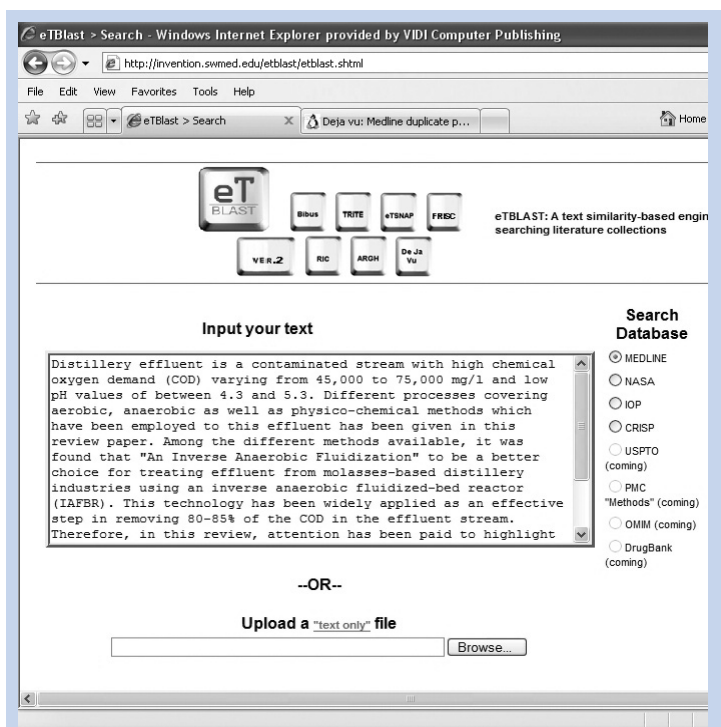 eTBlast > Search - Windows Internet Explorer provided by VIDI Computer Publishing
http://invention.swmed.edu/etblast/etblast.shtml
File Edit View Favorites Tools Help
eTBlast > Search
Deja vu: Medline duplicate p...
Home
eT
BLAST
Bibus
TRITE
eTSNAP
FRISC
VER.2
RIC
ARGH
De Ja
Vu
eTBLAST: A text similarity-based engin
searching literature collections
Input your text
Distillery effluent is a contaminated stream with high chemical
oxygen demand (COD) varying from 45,000 to 75,000 mg/l and low
pH values of between 4.3 and 5.3. Different processes covering
aerobic, anaerobic as well as physico-chemical methods which
have been employed to this effluent has been given in this
review paper. Among the different methods available, it was
found that "An Inverse Anaerobic Fluidization" to be a better
choice for treating effluent from molasses-based distillery
industries using an inverse anaerobic fluidized-bed reactor
(IAFBR). This technology has been widely applied as an effective
step in removing 80-85% of the COD in the effluent stream.
Therefore, in this review, attention has been paid to highlight
Search
Database
MEDLINE
NASA
IOP
CRISP
USPTO
(coming)
PMC
"Methods" (coming)
OMIM (coming)
DrugBank
(coming)
--OR--
Upload a "text only" file
Browse...